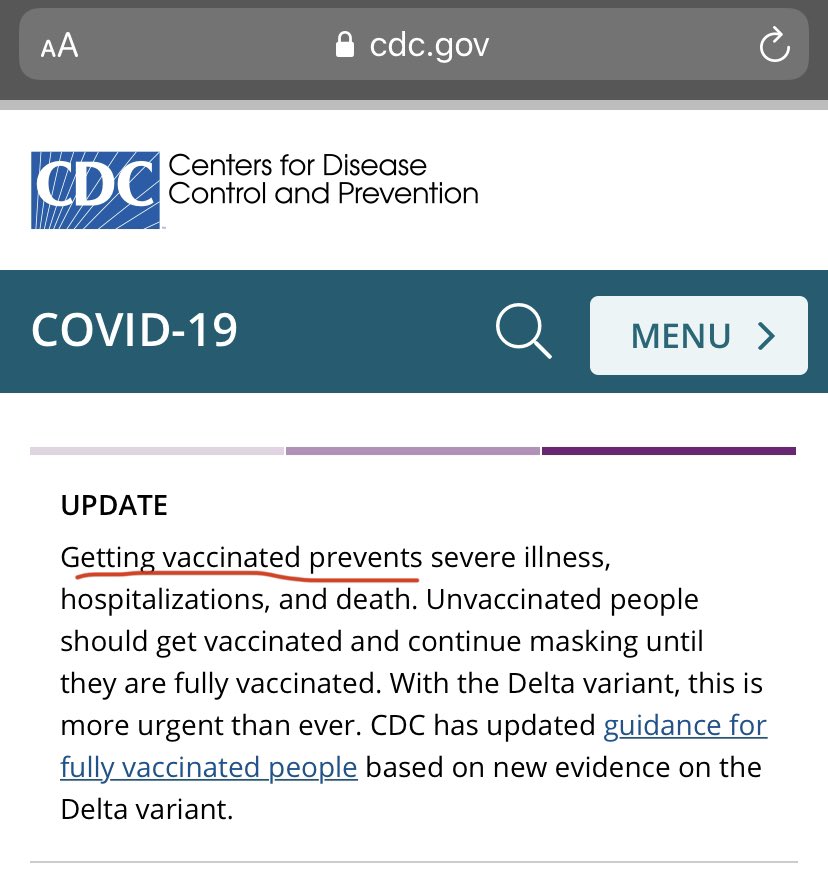 AA cdc.gov
CDC Centers for Disease
Control and Prevention
COVID-19 MENU
UPDATE
Getting vaccinated prevents severe illness,
hospitalizations, and death. Unvaccinated people
should get vaccinated and continue masking until
they are fully vaccinated. With the Delta variant, this is
more urgent than ever. CDC has updated guidance for
fully vaccinated people based on new evidence on the
Delta variant.